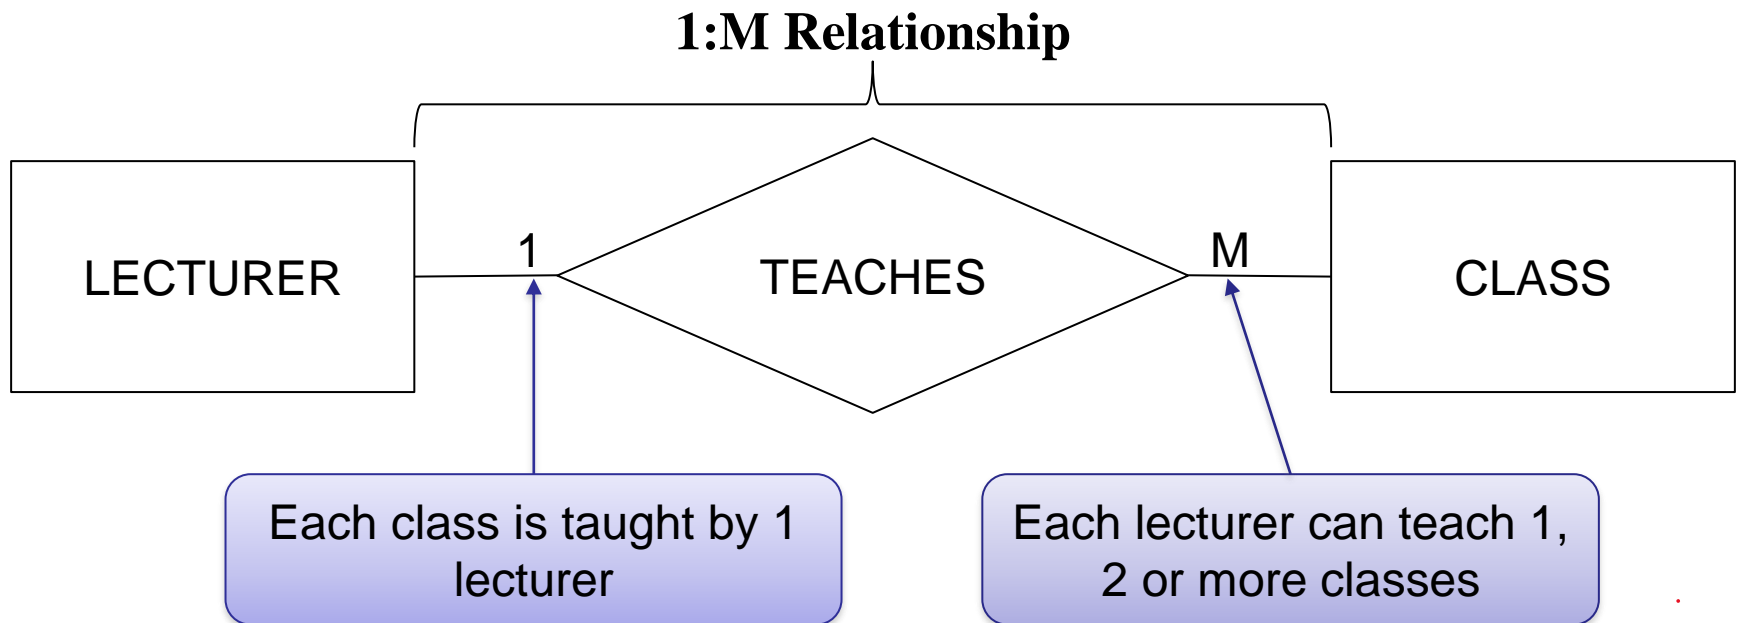 1:M Relationship
LECTURER
1
TEACHES
M
CLASS
Each class is taught by 1
lecturer
Each lecturer can teach 1,
2 or more classes